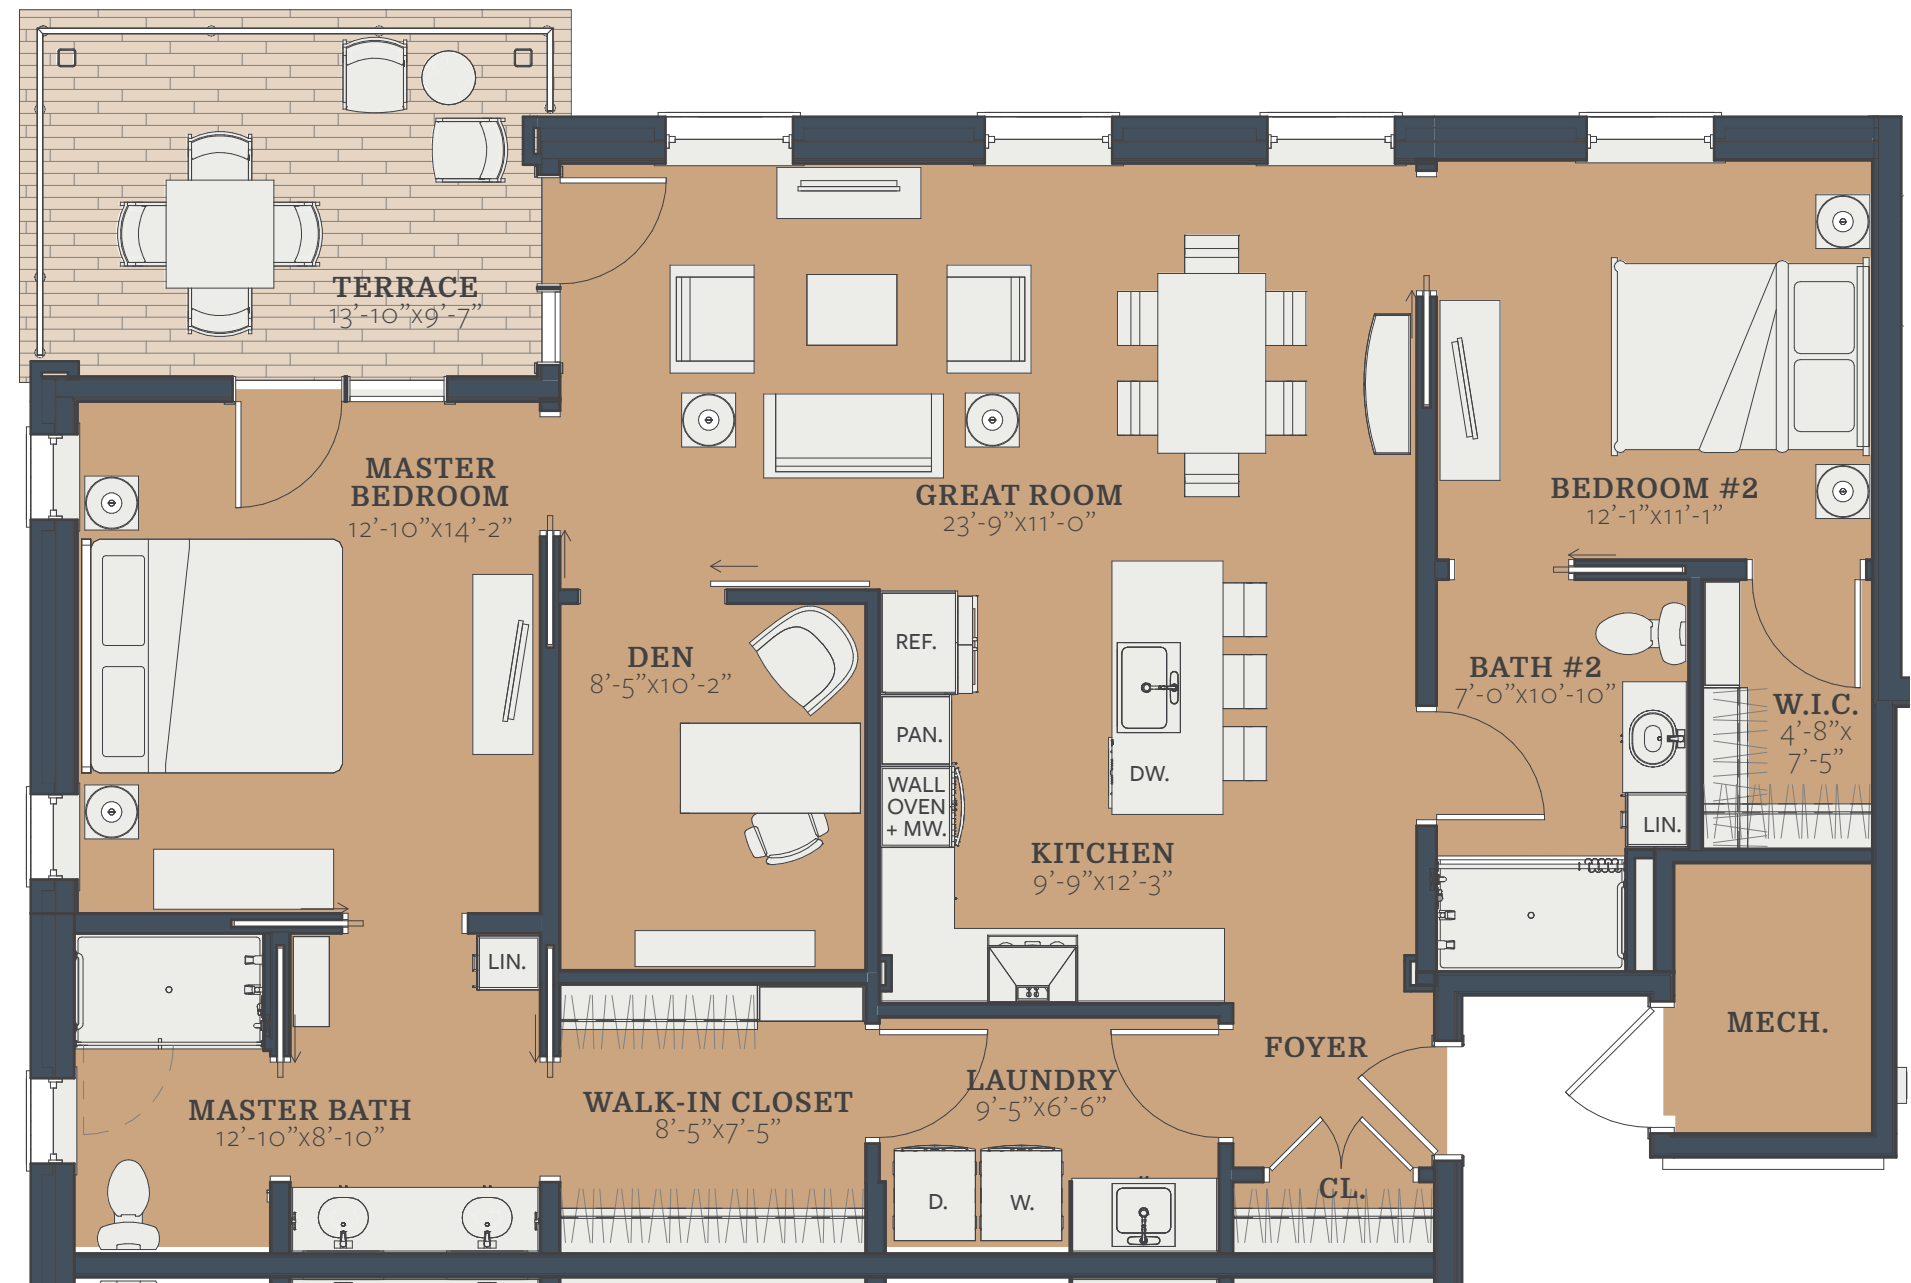 TERRACE
13'-10"x9'-7"
MASTER
BEDROOM
12'-10"x14'-2"
GREAT ROOM
23'-9"x11'-0"
BEDROOM #2
12'-1"x11'-1"
DEN
8'-5"x10'-2"
REF.
PAN.
WALL
OVEN
+ MW.
DW.
KITCHEN
9'-9"x12'-3"
BATH #2
7'-0"x10'-10"
W.I.C.
4'-8"x
7'-5"
LIN.
LIN.
MECH.
FOYER
MASTER BATH
12'-10"x8'-10"
WALK-IN CLOSET
8'-5"x7'-5"
LAUNDRY
9'-5"x6'-6"
D.
W.
CL.